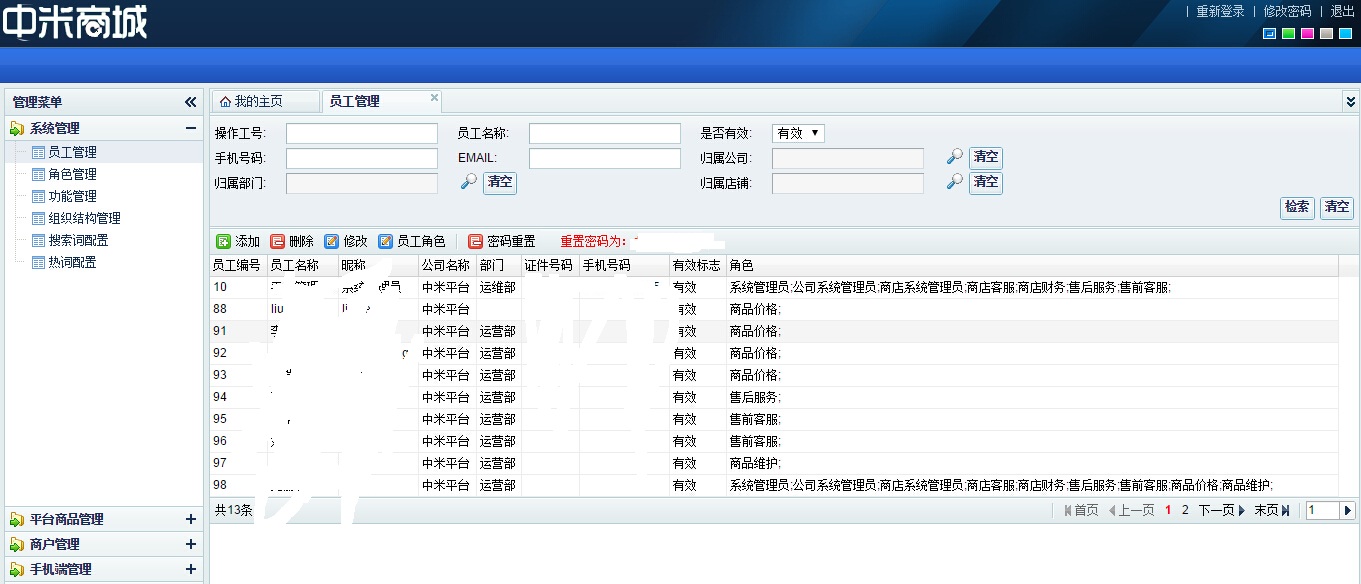 中米商城
| 重新登录 | 修改密码 | 退出
管理菜单
系统管理
员工管理
角色管理
功能管理
组织结构管理
搜索词配置
热词配置
平台商品管理
商户管理
手机端管理
我的主页 员工管理
操作工号: 员工名称: 是否有效: 有效
手机号码: EMAIL: 归属公司: 清空
归属部门: 清空 归属店铺: 清空
检索 清空
添加 删除 修改 员工角色 密码重置 重置密码为:
员工编号 员工名称 昵称 公司名称 部门 证件号码 手机号码 有效标志 角色
10 中米平台 运维部 有效 系统管理员;公司系统管理员;商店系统管理员;商店客服;商店财务;售后服务;售前客服;
88 liu 中米平台 有效 商品价格;
91 中米平台 运营部 有效 商品价格;
92 中米平台 运营部 有效 商品价格;
93 中米平台 运营部 有效 商品价格;
94 中米平台 运营部 有效 售后服务;
95 中米平台 运营部 有效 售前客服;
96 中米平台 运营部 有效 售前客服;
97 中米平台 运营部 有效 商品维护;
98 中米平台 运营部 有效 系统管理员;公司系统管理员;商店系统管理员;商店客服;商店财务;售后服务;售前客服;商品价格;商品维护;
共13条 首页 上一页 1 2 下一页 末页 1